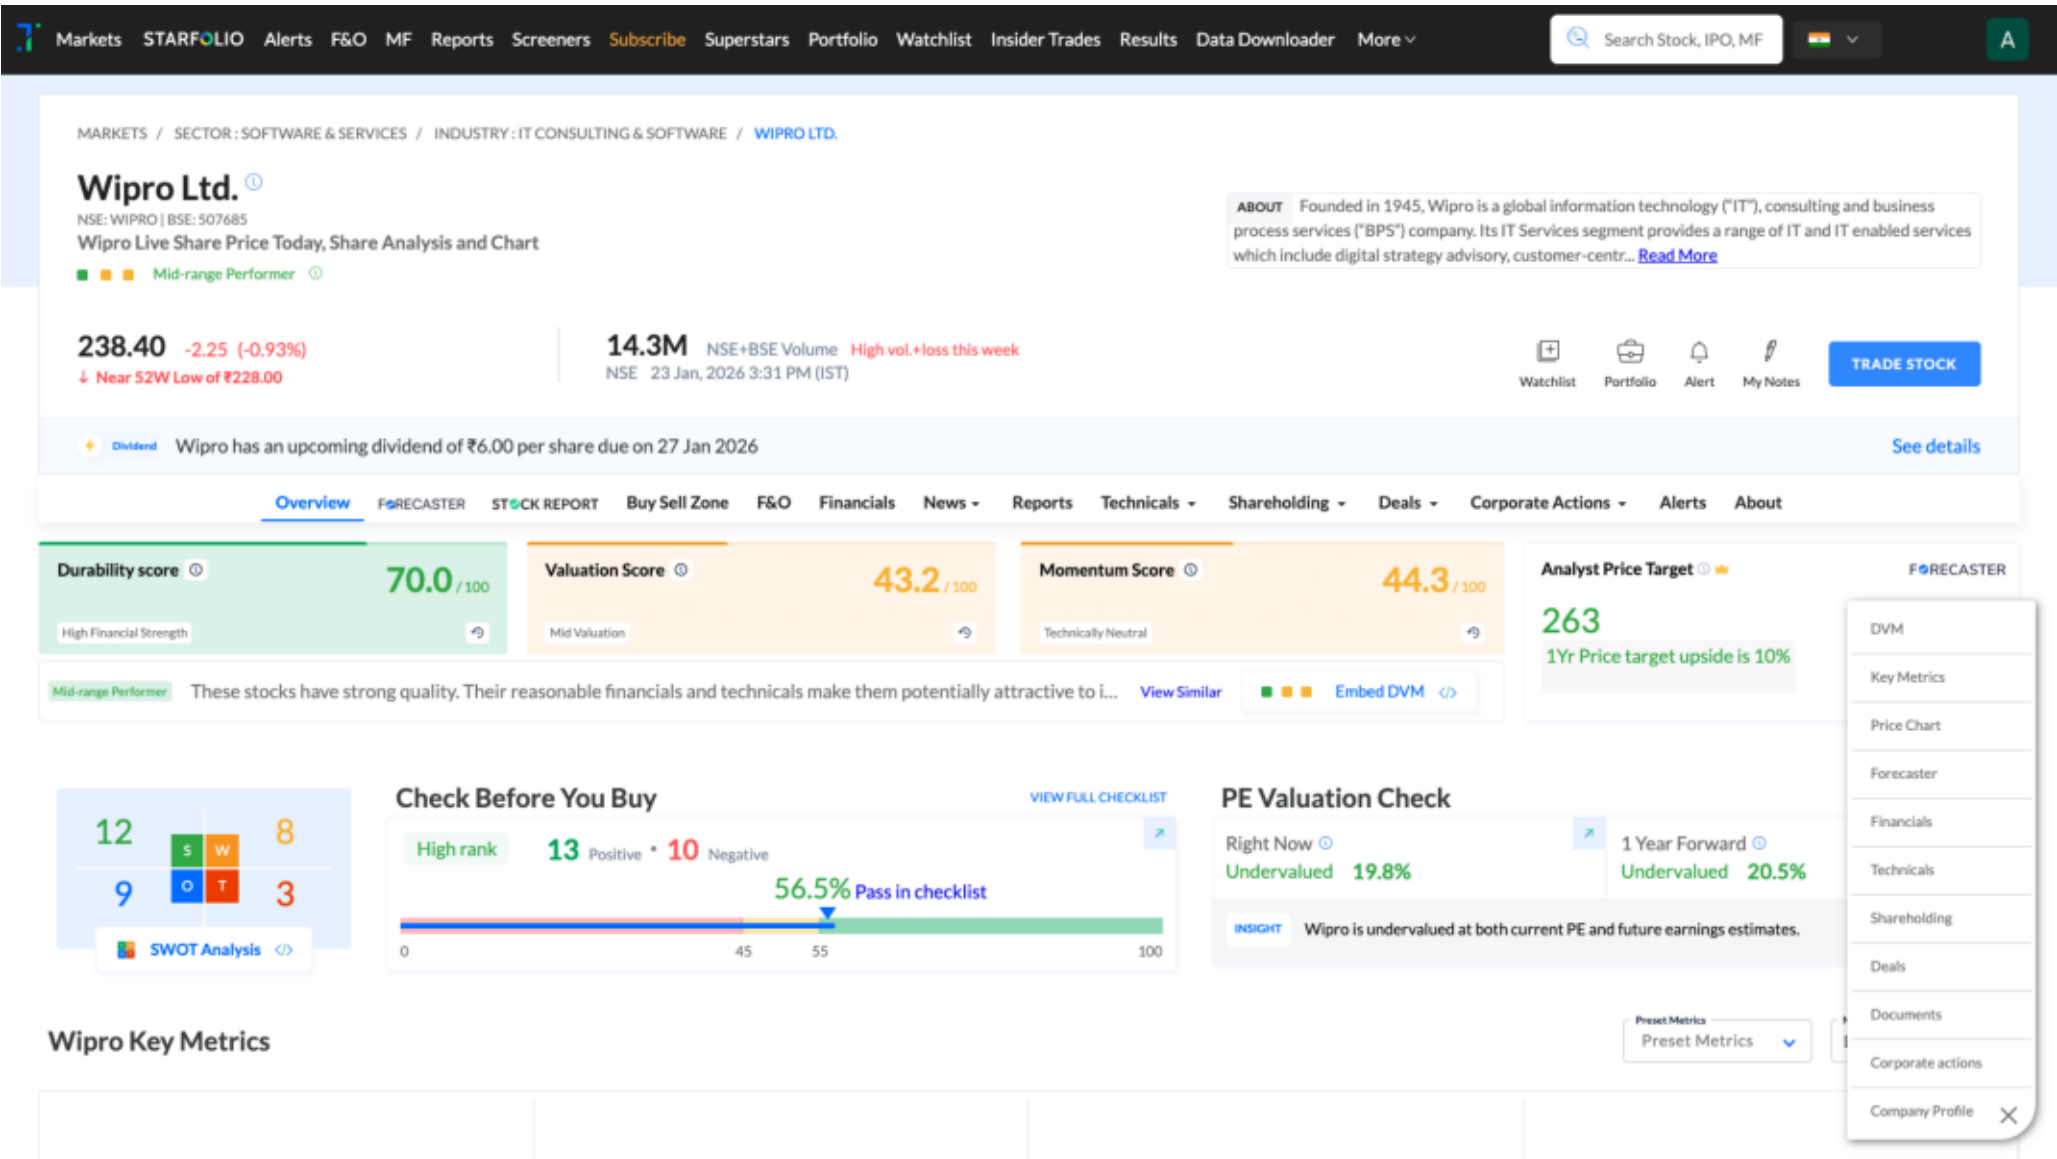 Markets STARFOLIO Alerts F&O MF Reports Screeners Subscribe Superstars Portfolio Watchlist Insider Trades Results Data Downloader More Search Stock, IPO, MF A
MARKETS / SECTOR : SOFTWARE & SERVICES / INDUSTRY : IT CONSULTING & SOFTWARE / WIPRO LTD.
Wipro Ltd.
NSE: WIPRO | BSE: 507685
Wipro Live Share Price Today, Share Analysis and Chart
Mid-range Performer
ABOUT Founded in 1945, Wipro is a global information technology ("IT"), consulting and business
process services ("BPS") company. Its IT Services segment provides a range of IT and IT enabled services
which include digital strategy advisory, customer-centr... Read More
238.40 -2.25 (-0.93%)
↓ Near 52W Low of ₹228.00
14.3M NSE+BSE Volume High vol.+loss this week
NSE 23 Jan, 2026 3:31 PM (IST)
Watchlist Portfolio Alert My Notes TRADE STOCK
Dividend Wipro has an upcoming dividend of ₹6.00 per share due on 27 Jan 2026 See details
Overview FORECASTER STOCK REPORT Buy Sell Zone F&O Financials News Reports Technicals Shareholding Deals Corporate Actions Alerts About
Durability score 70.0 / 100
High Financial Strength
Valuation Score 43.2 / 100
Mid Valuation
Momentum Score 44.3 / 100
Technically Neutral
Analyst Price Target FORECASTER
263
1Yr Price target upside is 10%
Mid-range Performer These stocks have strong quality. Their reasonable financials and technicals make them potentially attractive to i... View Similar Embed DVM </>
12 8
S W
O T
9 3
SWOT Analysis </>
Check Before You Buy VIEW FULL CHECKLIST
High rank 13 Positive • 10 Negative
56.5% Pass in checklist
0 45 55 100
PE Valuation Check
Right Now
Undervalued 19.8%
1 Year Forward
Undervalued 20.5%
INSIGHT Wipro is undervalued at both current PE and future earnings estimates.
Wipro Key Metrics
Preset Metrics
Preset Metrics
DVM
Key Metrics
Price Chart
Forecaster
Financials
Technicals
Shareholding
Deals
Documents
Corporate actions
Company Profile